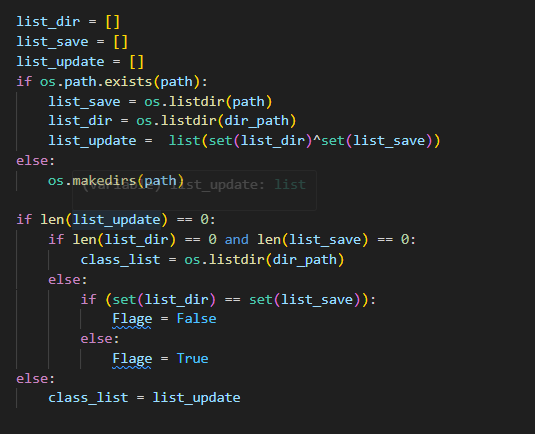 list_dir = []
list_save = []
list_update = []
if os.path.exists(path):
    list_save = os.listdir(path)
    list_dir = os.listdir(dir_path)
    list_update =  list(set(list_dir)^set(list_save))
else:
    os.makedirs(path)
(variable) list_update: list
if len(list_update) == 0:
    if len(list_dir) == 0 and len(list_save) == 0:
        class_list = os.listdir(dir_path)
    else:
        if (set(list_dir) == set(list_save)):
            Flage = False
        else:
            Flage = True
else:
    class_list = list_update